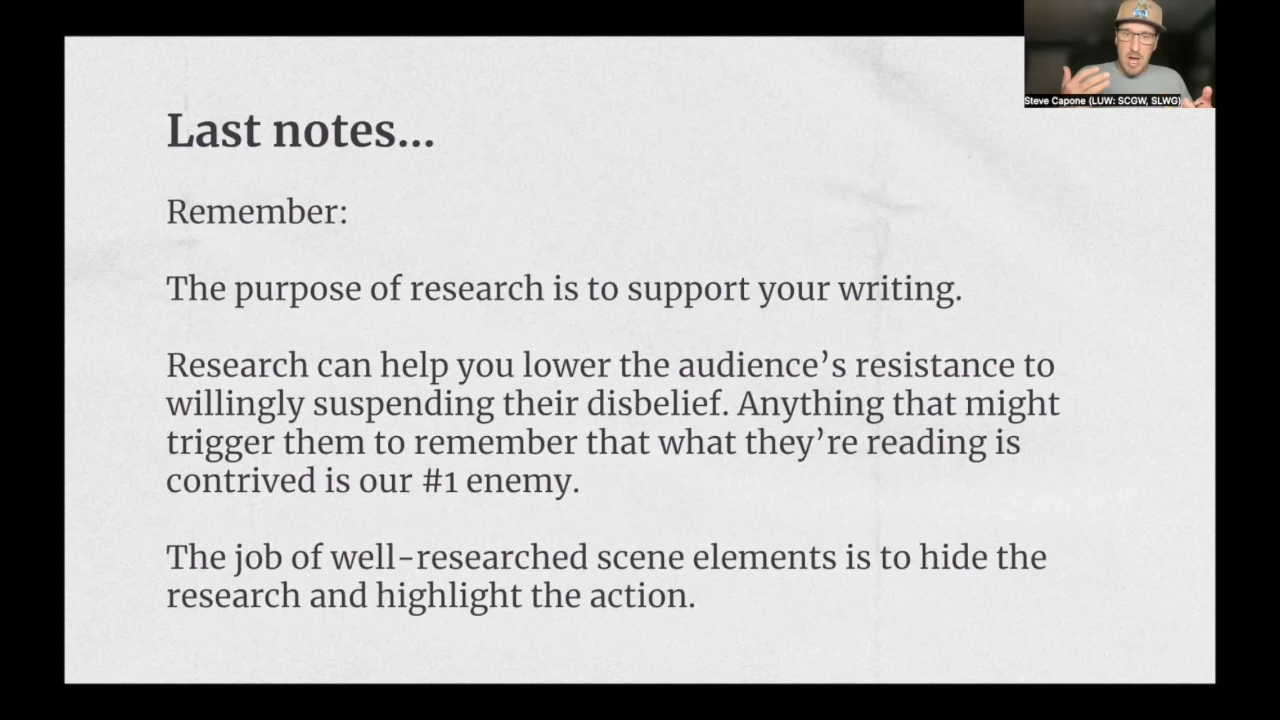 Steve Capone (LUW: SCGW, SLWG)
Last notes...
Remember:
The purpose of research is to support your writing.
Research can help you lower the audience’s resistance to
willingly suspending their disbelief. Anything that might
trigger them to remember that what they’re reading is
contrived is our #1 enemy.
The job of well-researched scene elements is to hide the
research and highlight the action.